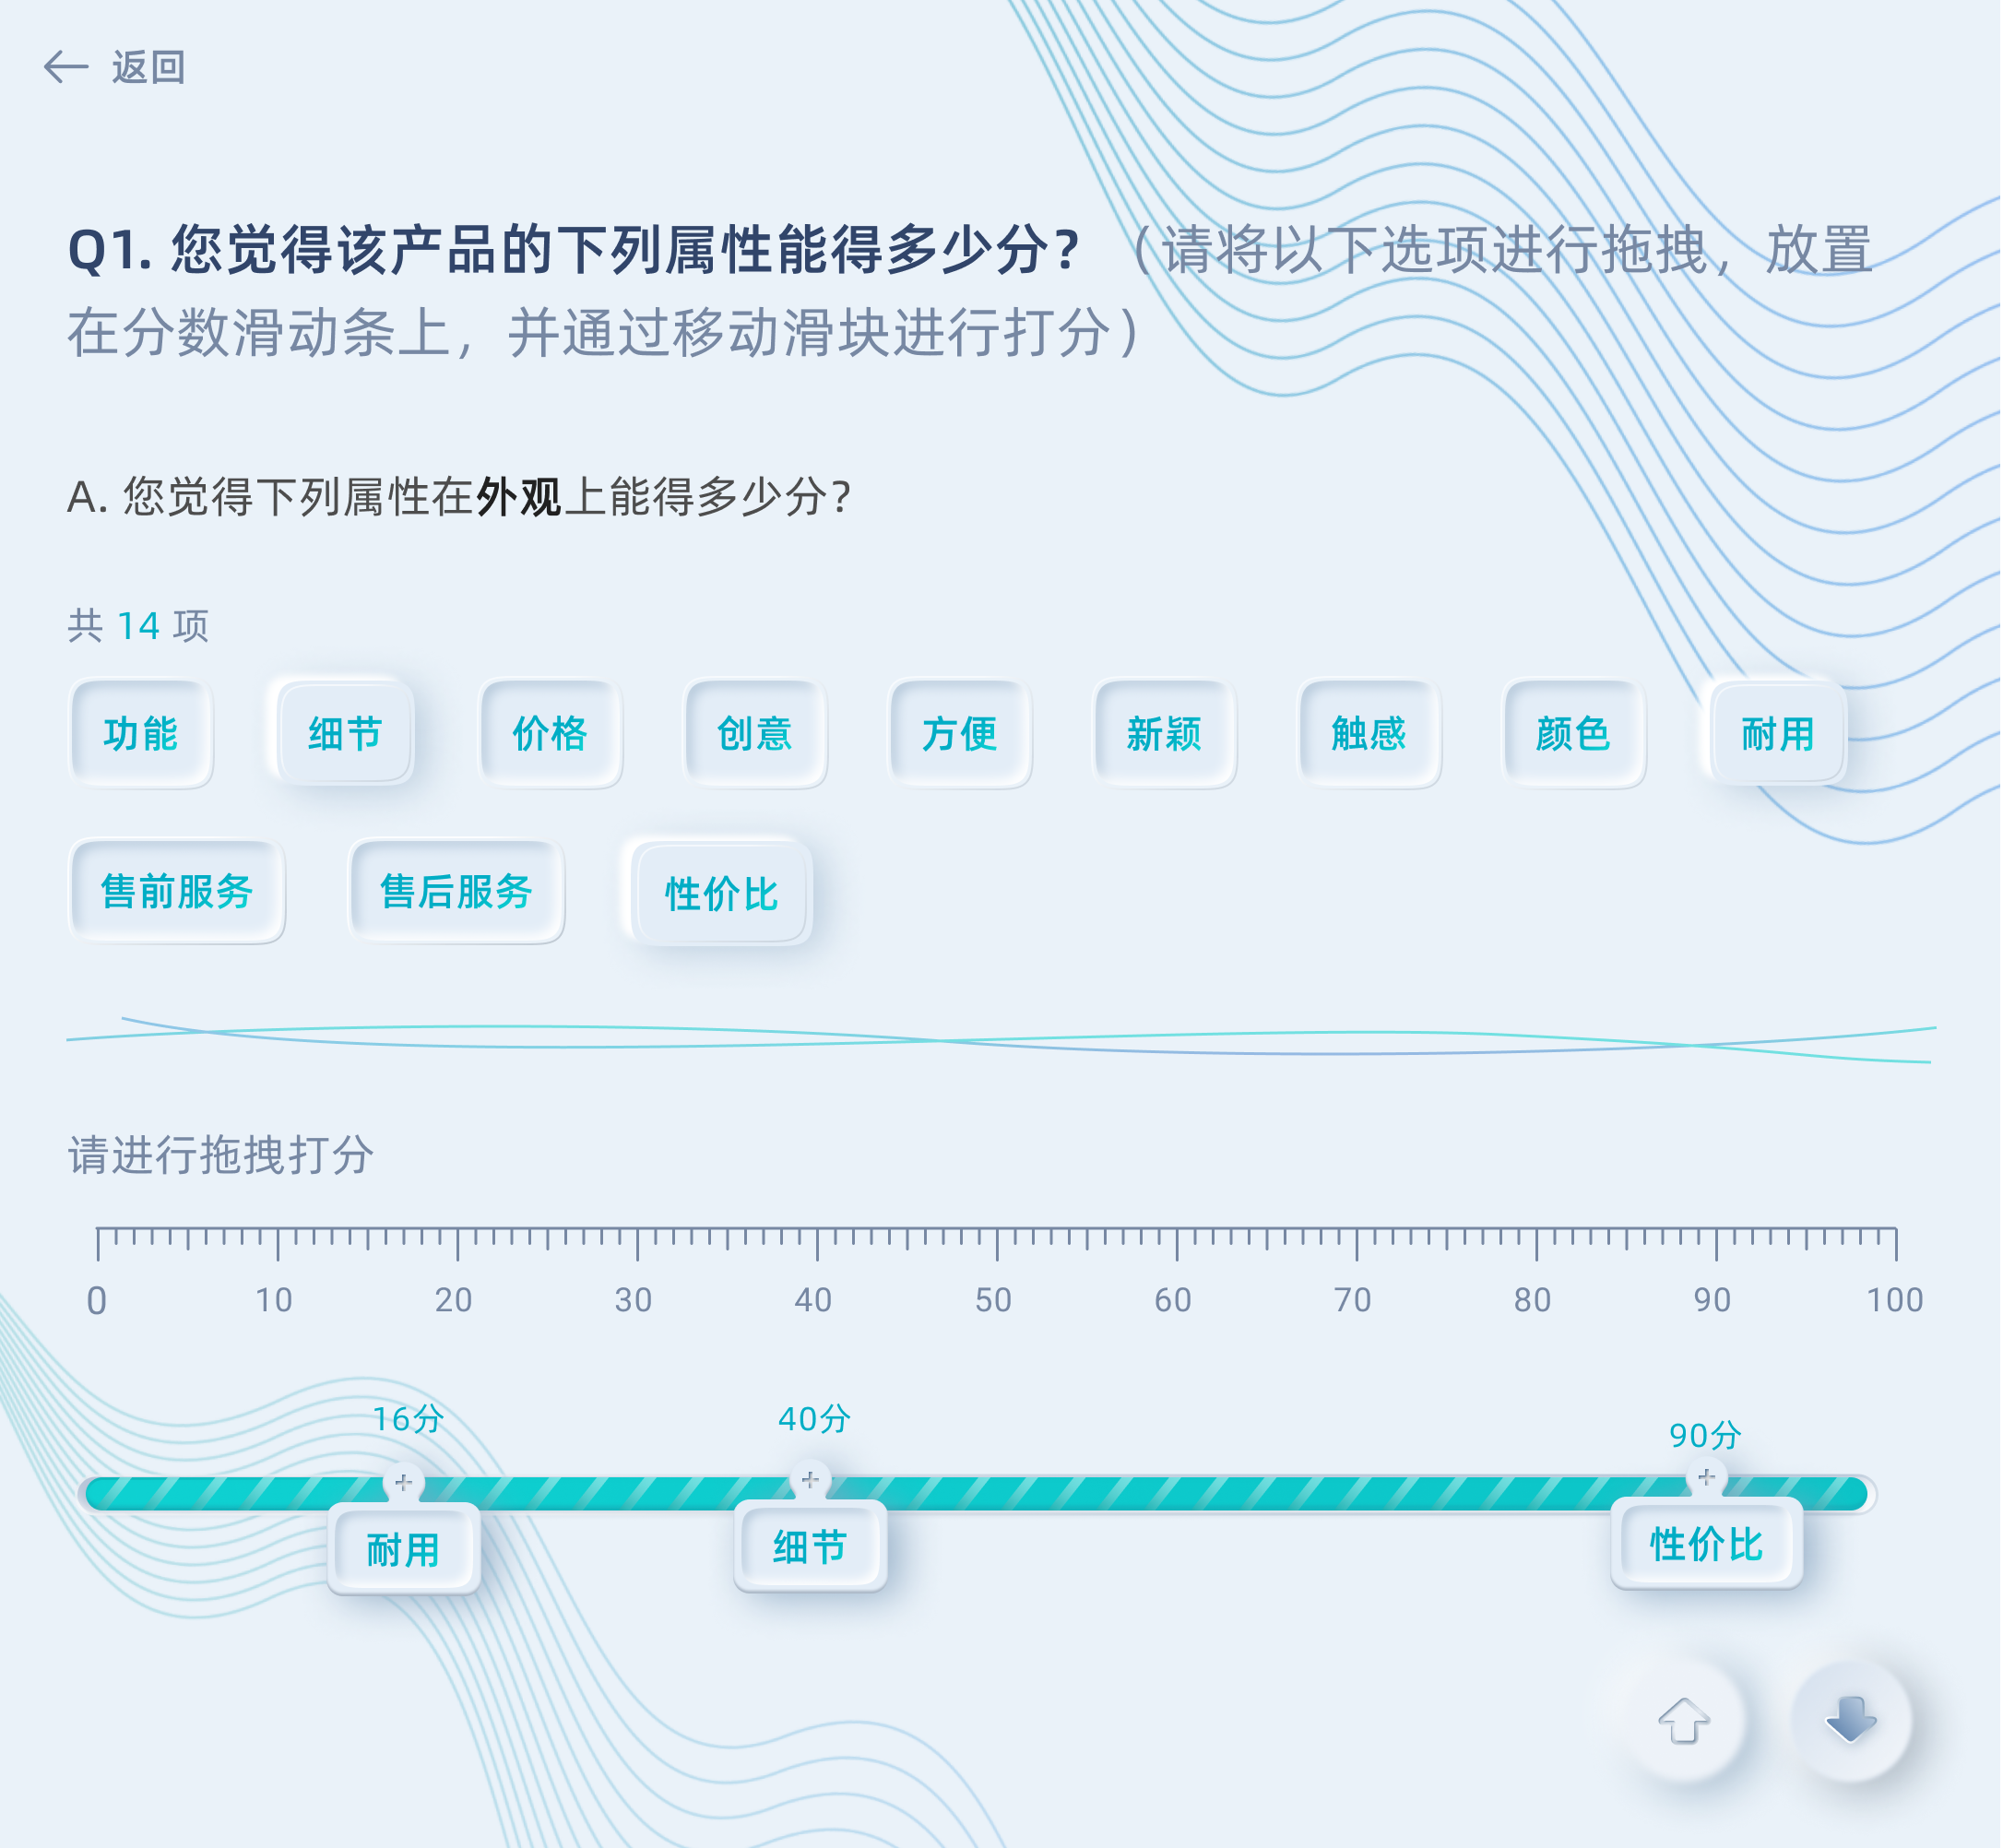 返回
Q1. 您觉得该产品的下列属性能得多少分？（请将以下选项进行拖拽，放置
在分数滑动条上，并通过移动滑块进行打分）
A. 您觉得下列属性在外观上能得多少分？
共 14 项
功能 细节 价格 创意 方便 新颖 触感 颜色 耐用
售前服务 售后服务 性价比
请进行拖拽打分
0 10 20 30 40 50 60 70 80 90 100
16分 40分 90分
耐用 细节 性价比